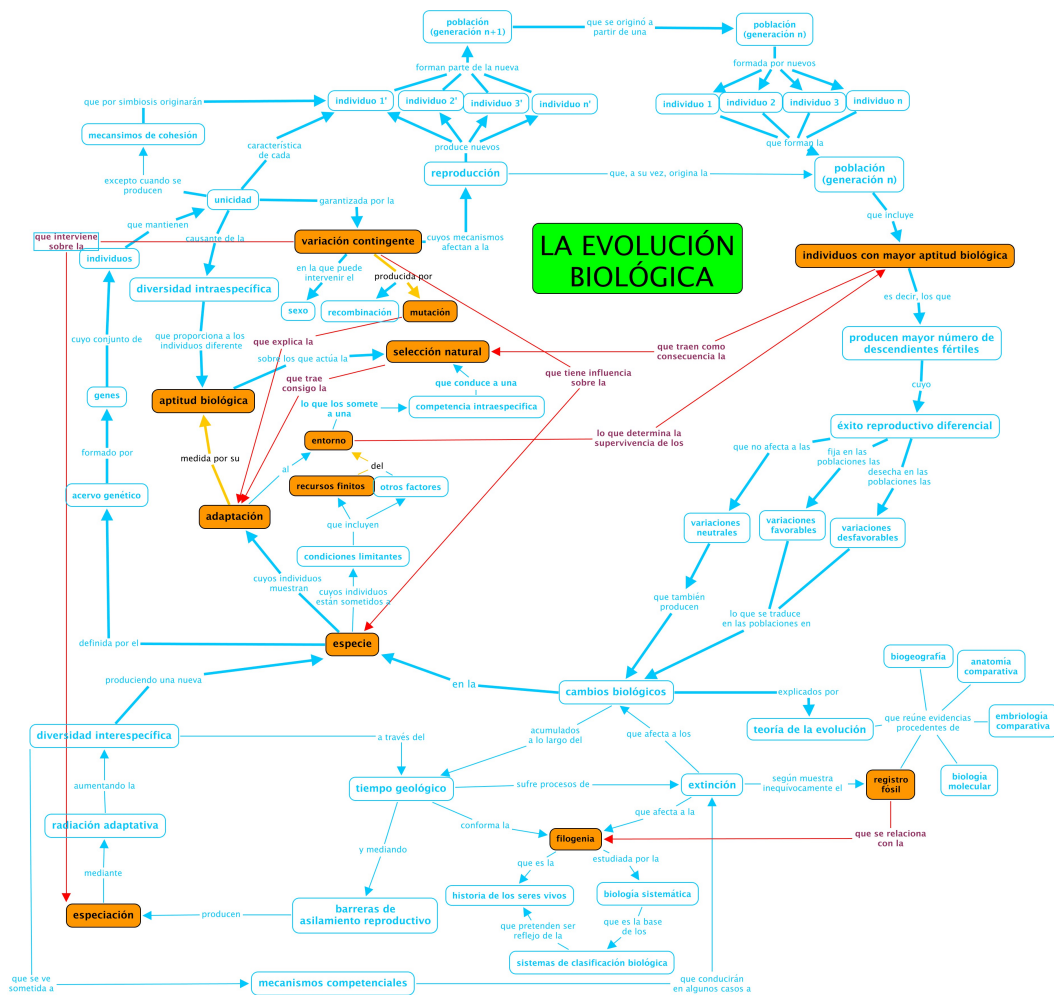 población
(generación n+1)
que se originó a
partir de una
población
(generación n)
forman parte de la nueva
formada por nuevos
que por simbiosis originarán
individuo 1'
individuo 2'
individuo 3'
individuo n'
individuo 1
individuo 2
individuo 3
individuo n
mecansimos de cohesión
característica
de cada
produce nuevos
que forman la
excepto cuando se
producen
reproducción
que, a su vez, origina la
población
(generación n)
unicidad
garantizada por la
que incluye
que mantienen
que interviene
sobre la
causante de la
variación contingente
cuyos mecanismos
afectan a la
LA EVOLUCIÓN
BIOLÓGICA
individuos con mayor aptitud biológica
individuos
en la que puede
intervenir el
producida por
diversidad intraespecífica
es decir, los que
sexo
recombinación
mutación
cuyo conjunto de
que proporciona a los
individuos diferente
que explica la
selección natural
que traen como
consecuencia la
producen mayor número de
descendientes fértiles
sobre los que actúa la
que trae
consigo la
que conduce a una
que tiene influencia
sobre la
cuyo
genes
aptitud biológica
lo que los somete
a una
competencia intraespecifica
éxito reproductivo diferencial
entorno
lo que determina la
supervivencia de los
que no afecta a las
fija en las
poblaciones las
desecha en las
poblaciones las
formado por
medida por su
al
del
acervo genético
recursos finitos
otros factores
adaptación
que incluyen
variaciones
neutrales
variaciones
favorables
variaciones
desfavorables
condiciones limitantes
cuyos individuos
muestran
cuyos individuos
están sometidos a
que también
producen
lo que se traduce
en las poblaciones en
definida por el
especie
produciendo una nueva
en la
cambios biológicos
explicados por
biogeografía
anatomía
comparativa
diversidad interespecífica
a través del
acumulados
a lo largo del
que afecta a los
teoría de la evolución
que reúne evidencias
procedentes de
embriología
comparativa
aumentando la
tiempo geológico
sufre procesos de
extinción
según muestra
inequivocamente el
registro
fósil
biología
molecular
radiación adaptativa
conforma la
que afecta a la
filogenia
que se relaciona
con la
y mediando
que es la
estudiada por la
mediante
historia de los seres vivos
biología sistemática
especiación
producen
barreras de
asilamiento reproductivo
que pretenden ser
reflejo de la
que es la base
de los
sistemas de clasificación biológica
que se ve
sometida a
mecanismos competenciales
que conducirán
en algunos casos a